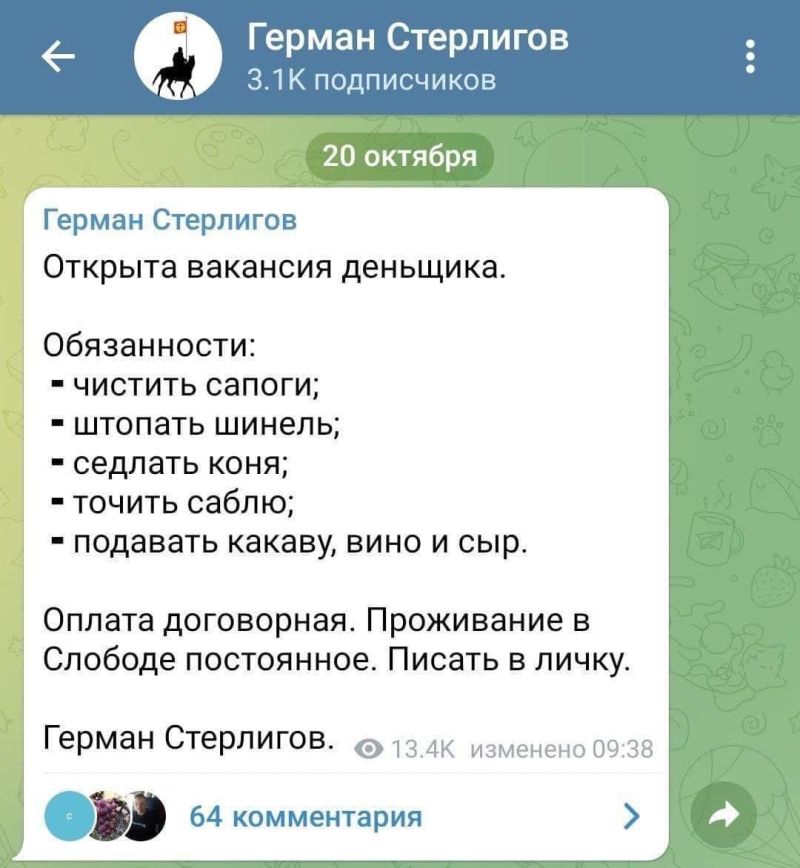 Герман Стерлигов
3.1K подписчиков
20 октября
Герман Стерлигов
Открыта вакансия деньщика.
Обязанности:
- чистить сапоги;
- штопать шинель;
- седлать коня;
- точить саблю;
- подавать какаву, вино и сыр.
Оплата договорная. Проживание в
Слободе постоянное. Писать в личку.
Герман Стерлигов.
13.4K изменено 09:38
с
64 комментария